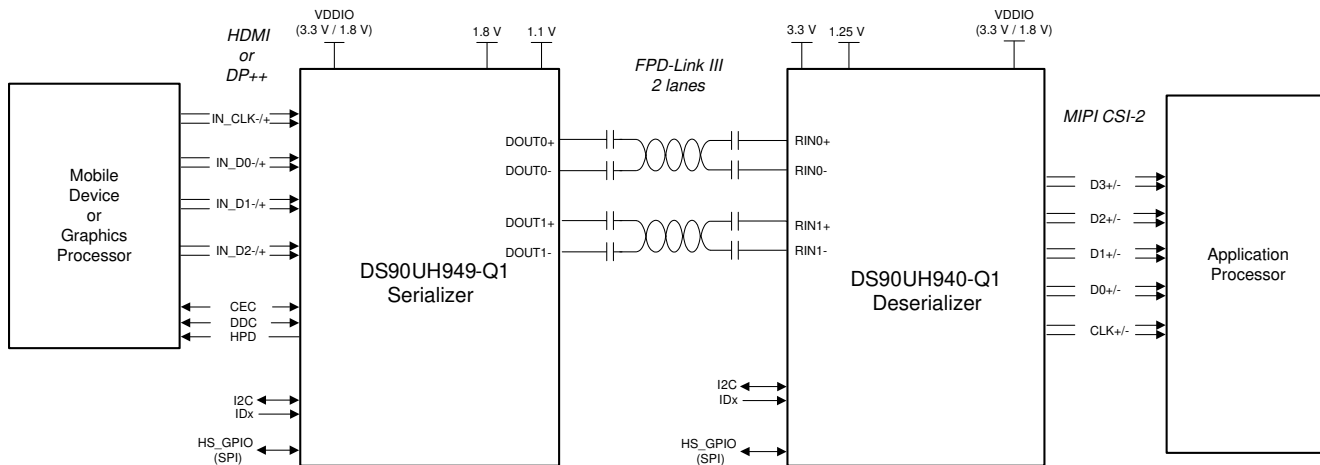 HDMI
or
DP++
VDDIO
(3.3 V / 1.8 V)
1.8 V
1.1 V
FPD-Link III
2 lanes
3.3 V
1.25 V
VDDIO
(3.3 V / 1.8 V)
MIPI CSI-2
Mobile
Device
or
Graphics
Processor
IN_CLK-/+
IN_D0-/+
IN_D1-/+
IN_D2-/+
CEC
DDC
HPD
I2C
IDx
HS_GPIO
(SPI)
DS90UH949-Q1
Serializer
DOUT0+
DOUT0-
DOUT1+
DOUT1-
RIN0+
RIN0-
RIN1+
RIN1-
DS90UH940-Q1
Deserializer
I2C
IDx
HS_GPIO
(SPI)
D3+/-
D2+/-
D1+/-
D0+/-
CLK+/-
Application
Processor